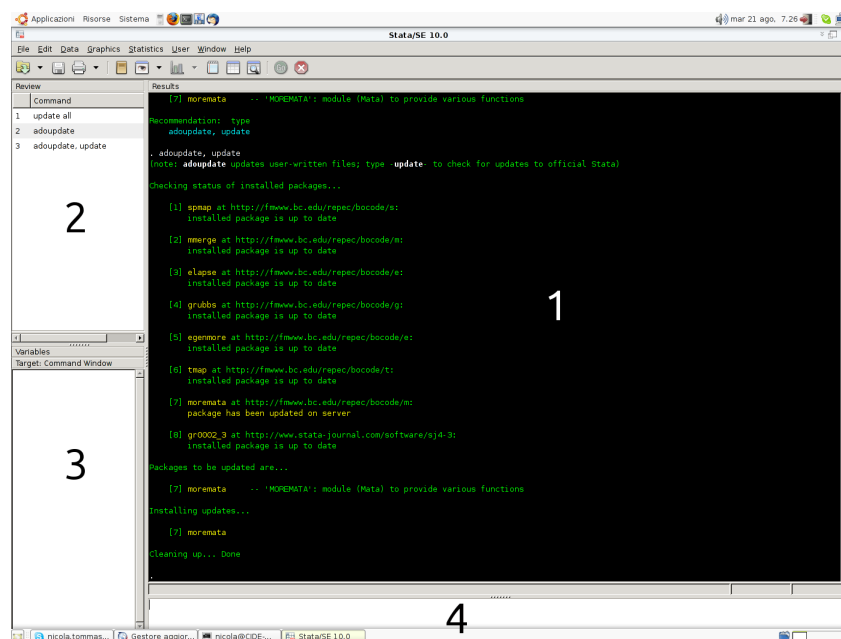 Applicazioni Risorse Sistema
mar 21 ago, 7.26
Stata/SE 10.0
File Edit Data Graphics Statistics User Window Help
Review
Command
1 update all
2 adoupdate
3 adoupdate, update
2
Variables
Target: Command Window
3
Results
[7] moremata -- 'MOREMATA': module (Mata) to provide various functions
Recommendation: type
adoupdate, update
. adoupdate, update
(note: adoupdate updates user-written files; type -update- to check for updates to official Stata)
Checking status of installed packages...
[1] spmap at http://fmwww.bc.edu/repec/bocode/s:
installed package is up to date
[2] mmerge at http://fmwww.bc.edu/repec/bocode/m:
installed package is up to date
[3] elapse at http://fmwww.bc.edu/repec/bocode/e:
installed package is up to date
[4] grubbs at http://fmwww.bc.edu/repec/bocode/g:
installed package is up to date
[5] egenmore at http://fmwww.bc.edu/repec/bocode/e:
installed package is up to date
[6] tmap at http://fmwww.bc.edu/repec/bocode/t:
installed package is up to date
[7] moremata at http://fmwww.bc.edu/repec/bocode/m:
package has been updated on server
[8] gr0002_3 at http://www.stata-journal.com/software/sj4-3:
installed package is up to date
Packages to be updated are...
[7] moremata -- 'MOREMATA': module (Mata) to provide various functions
Installing updates...
[7] moremata
Cleaning up... Done
.
1
4
nicola.tommas... Gestore aggior... nicola@CIDE-... Stata/SE 10.0